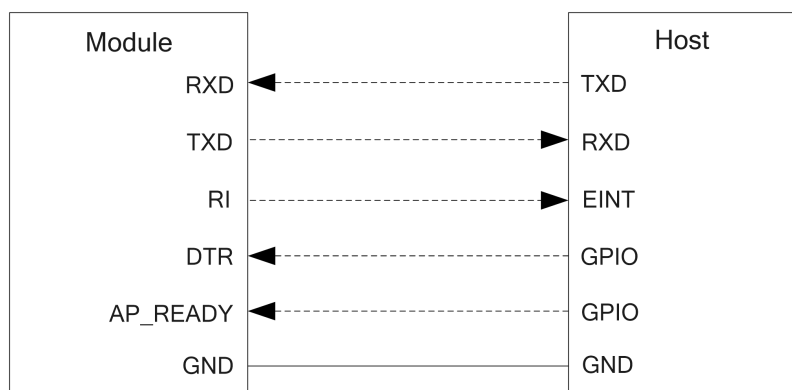 Module Host
RXD TXD
TXD RXD
RI EINT
DTR GPIO
AP_READY GPIO
GND GND